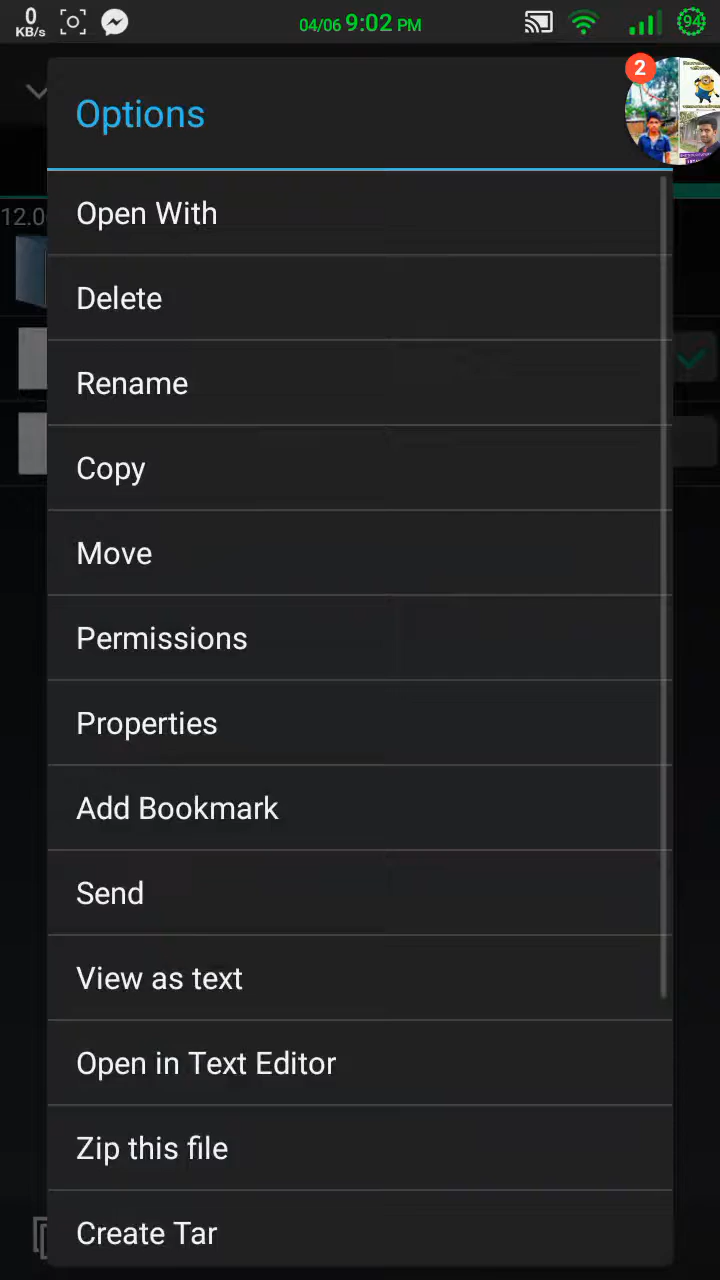 0
KB/s
04/06 9:02 PM
94
2
Options
12.0
Open With
Delete
Rename
Copy
Move
Permissions
Properties
Add Bookmark
Send
View as text
Open in Text Editor
Zip this file
Create Tar